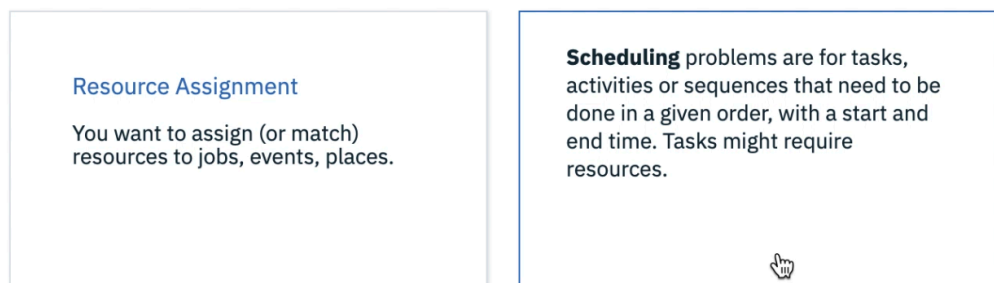 Resource Assignment
You want to assign (or match)
resources to jobs, events, places.
Scheduling problems are for tasks,
activities or sequences that need to be
done in a given order, with a start and
end time. Tasks might require
resources.